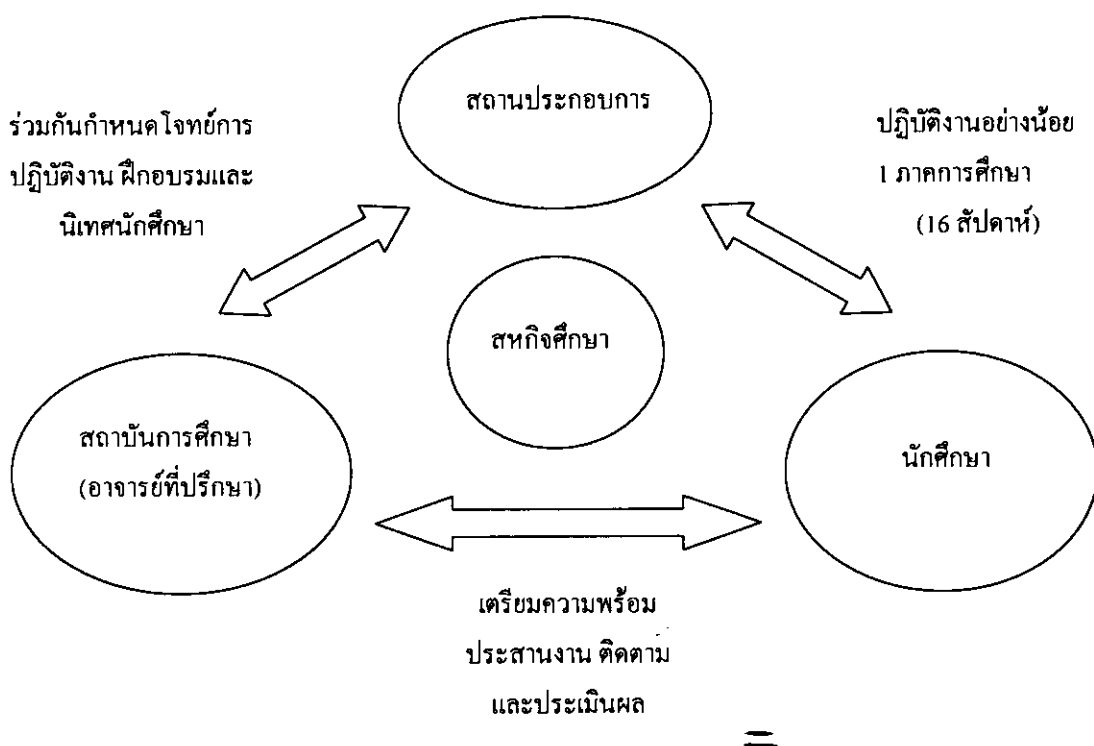 สถานประกอบการ
ร่วมกันกำหนดโจทย์การ
ปฏิบัติงาน ฝึกอบรมและ
นิเทศนักศึกษา
ปฏิบัติงานอย่างน้อย
1 ภาคการศึกษา
(16 สัปดาห์)
สหกิจศึกษา
สถาบันการศึกษา
(อาจารย์ที่ปรึกษา)
นักศึกษา
เตรียมความพร้อม
ประสานงาน ติดตาม
และประเมินผล